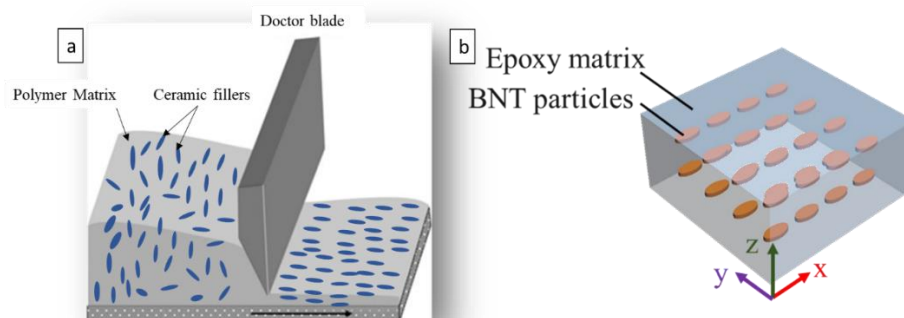 Doctor blade
a
Polymer Matrix
Ceramic fillers
b
Epoxy matrix
BNT particles
z
y
x